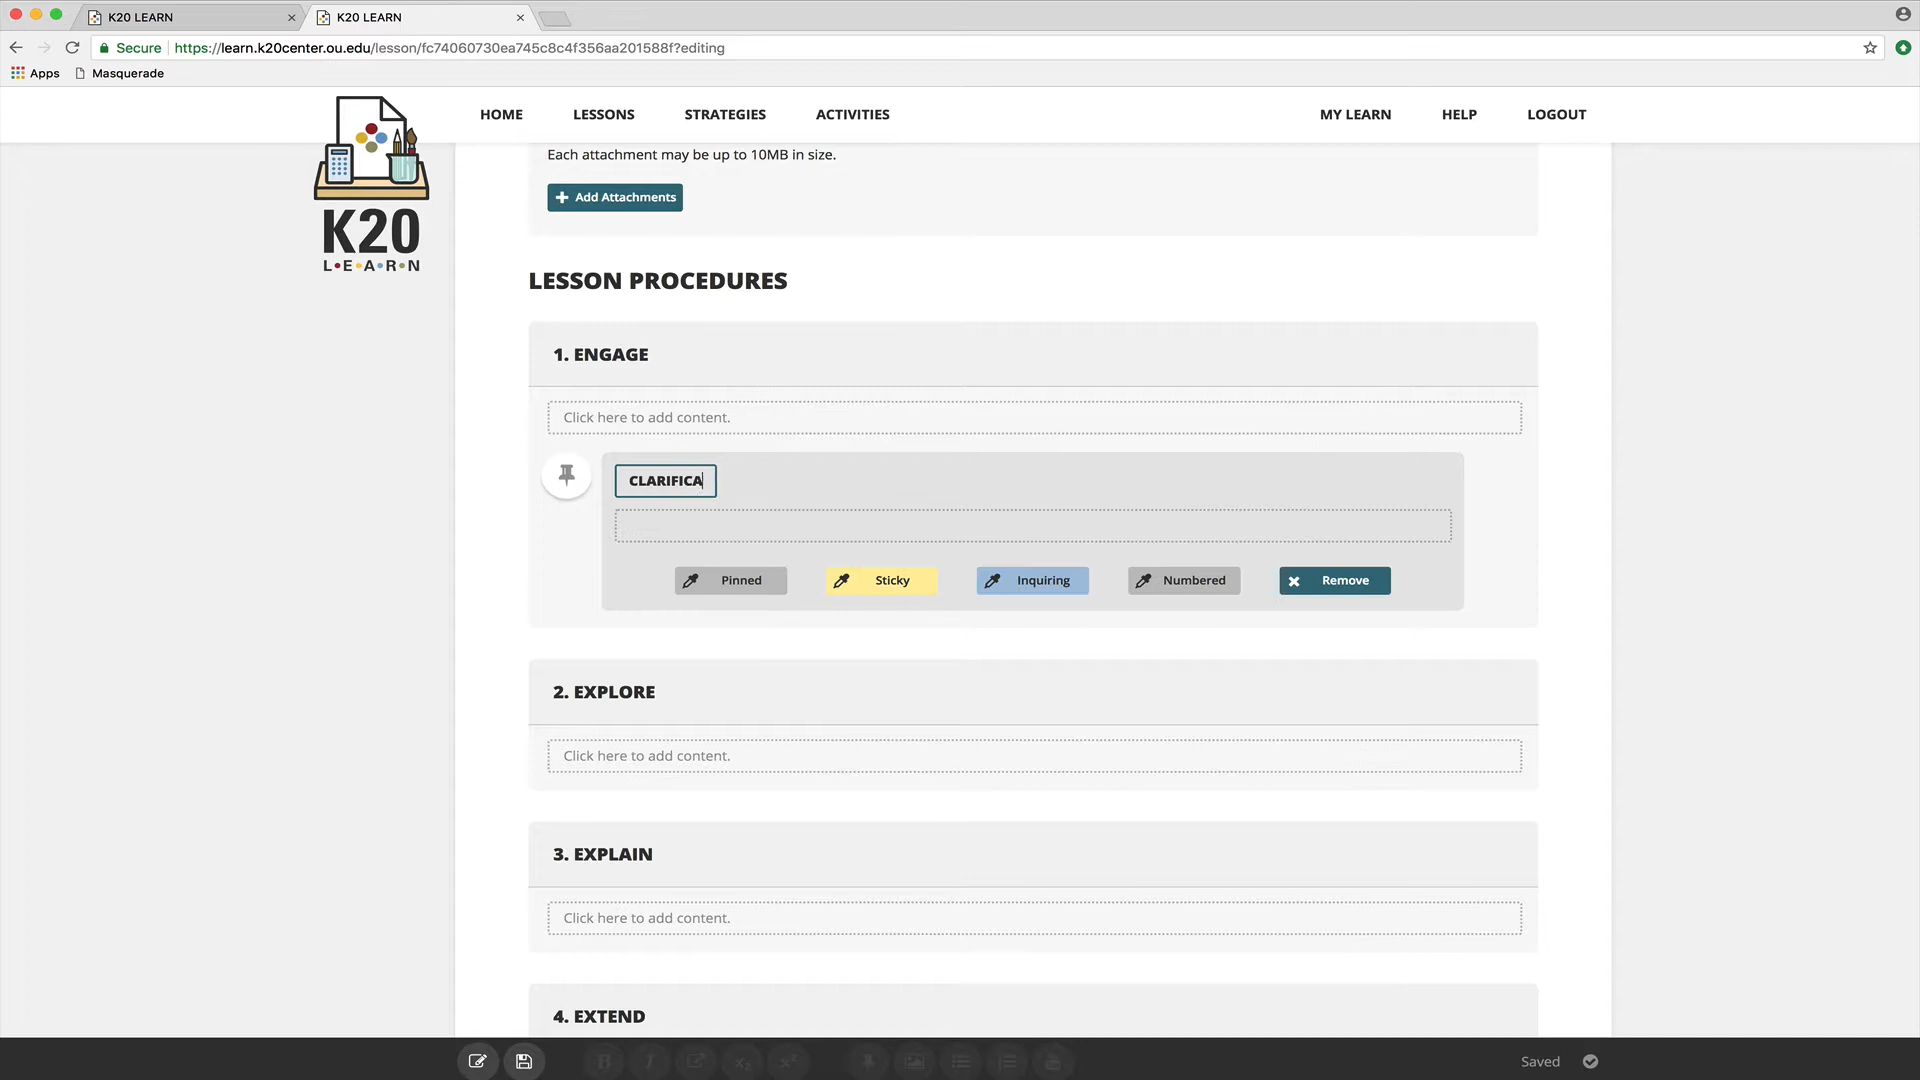 K20 LEARN
K20 LEARN
Secure https://learn.k20center.ou.edu/lesson/fc74060730ea745c8c4f356aa201588f?editing
Apps Masquerade
HOME LESSONS STRATEGIES ACTIVITIES MY LEARN HELP LOGOUT
K20
L•E•A•R•N
Each attachment may be up to 10MB in size.
Add Attachments
LESSON PROCEDURES
1. ENGAGE
Click here to add content.
CLARIFICA
Pinned Sticky Inquiring Numbered Remove
2. EXPLORE
Click here to add content.
3. EXPLAIN
Click here to add content.
4. EXTEND
Saved